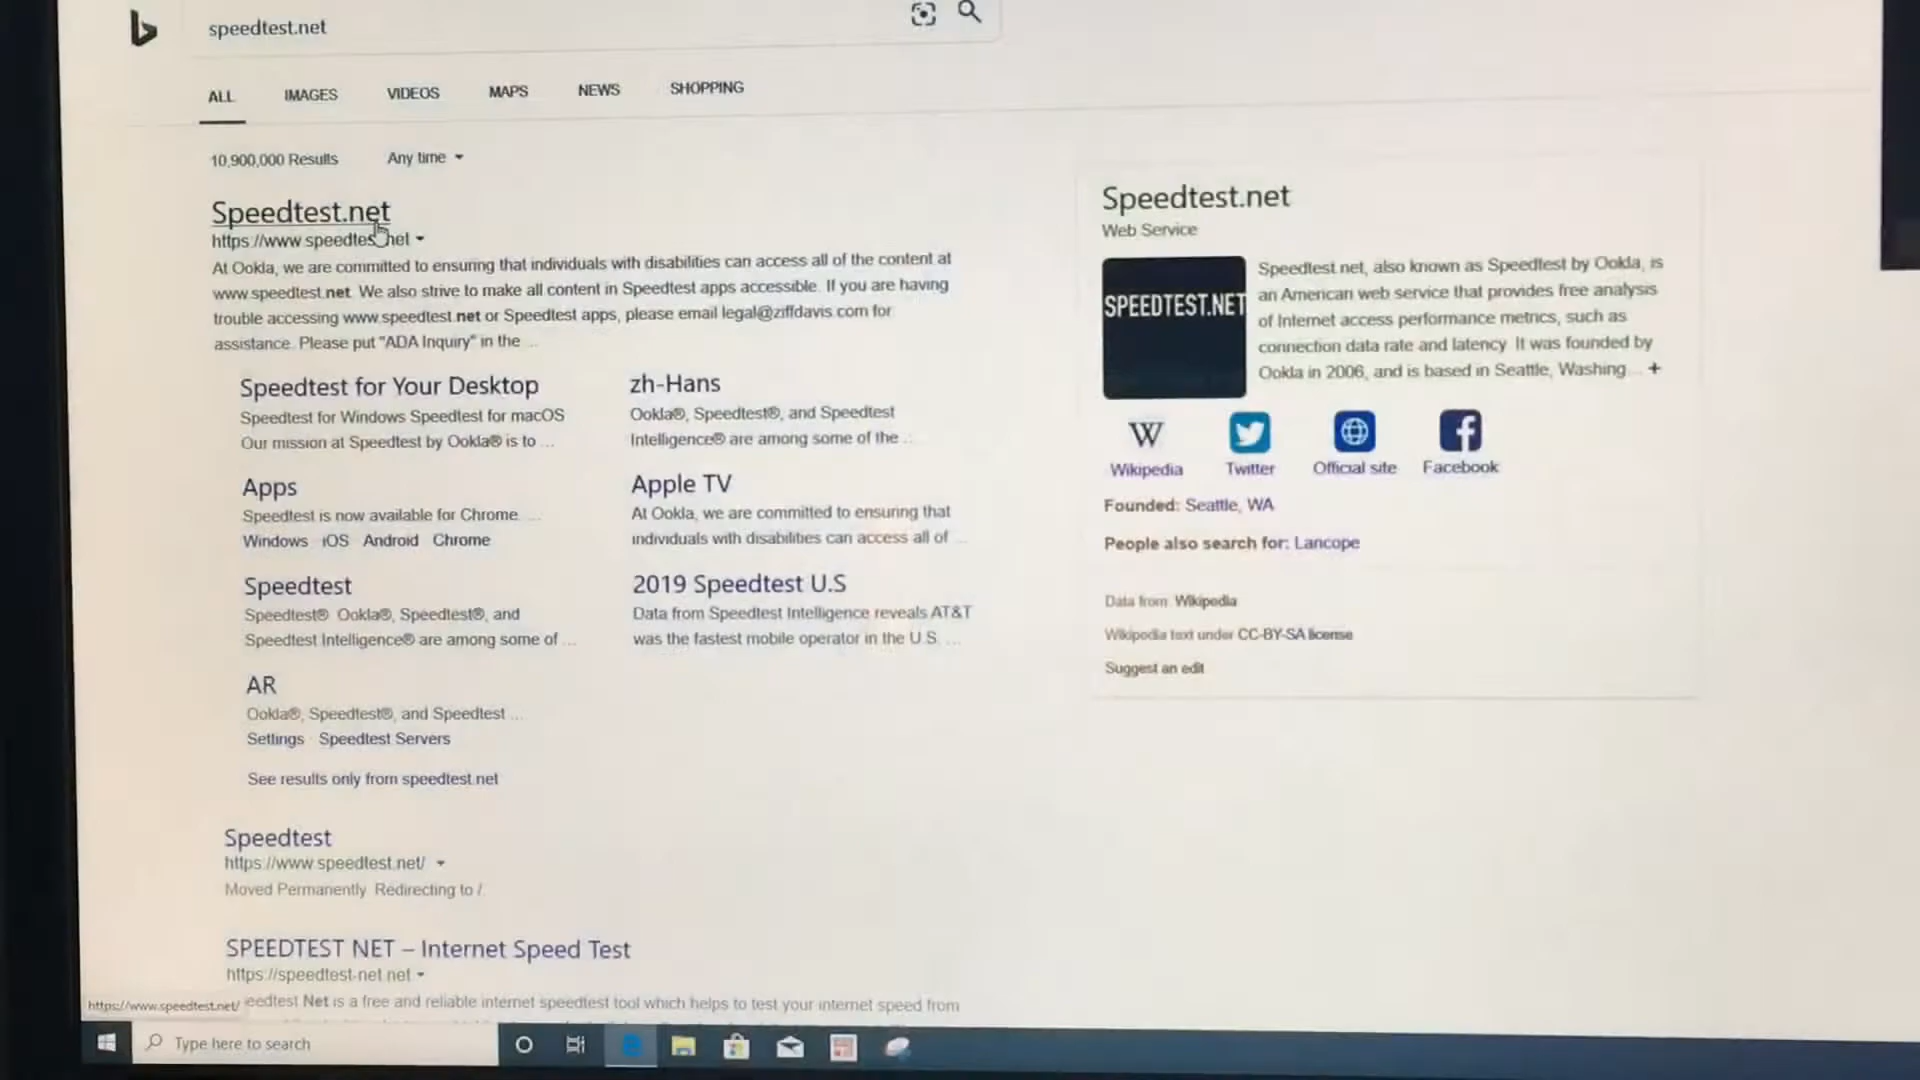 speedtest.net
ALL IMAGES VIDEOS MAPS NEWS SHOPPING
10,900,000 Results Any time
Speedtest.net
https://www.speedtes net
At Ookla, we are committed to ensuring that individuals with disabilities can access all of the content at
www.speedtest.net. We also strive to make all content in Speedtest apps accessible. If you are having
trouble accessing www.speedtest.net or Speedtest apps, please email legal@ziffdavis.com for
assistance. Please put "ADA Inquiry" in the ...
Speedtest for Your Desktop
Speedtest for Windows Speedtest for macOS
Our mission at Speedtest by Ookla® is to ...
zh-Hans
Ookla®, Speedtest®, and Speedtest
Intelligence® are among some of the ...
Apps
Speedtest is now available for Chrome. ...
Windows · iOS · Android · Chrome
Apple TV
At Ookla, we are committed to ensuring that
individuals with disabilities can access all of ...
Speedtest
Speedtest® Ookla®, Speedtest®, and
Speedtest Intelligence® are among some of ...
2019 Speedtest U.S
Data from Speedtest Intelligence reveals AT&T
was the fastest mobile operator in the U.S. ...
AR
Ookla®, Speedtest®, and Speedtest ...
Settings · Speedtest Servers
See results only from speedtest.net
Speedtest
https://www.speedtest.net/
Moved Permanently. Redirecting to /
SPEEDTEST NET – Internet Speed Test
https://speedtest-net.net
eedtest Net is a free and reliable internet speedtest tool which helps to test your internet speed from
https://www.speedtest.net/
Speedtest.net
Web Service
SPEEDTEST.NET
Speedtest.net, also known as Speedtest by Ookla, is
an American web service that provides free analysis
of Internet access performance metrics, such as
connection data rate and latency. It was founded by
Ookla in 2006, and is based in Seattle, Washing... +
W
Wikipedia Twitter Official site Facebook
Founded: Seattle, WA
People also search for: Lancope
Data from: Wikipedia
Wikipedia text under CC-BY-SA license
Suggest an edit
Type here to search